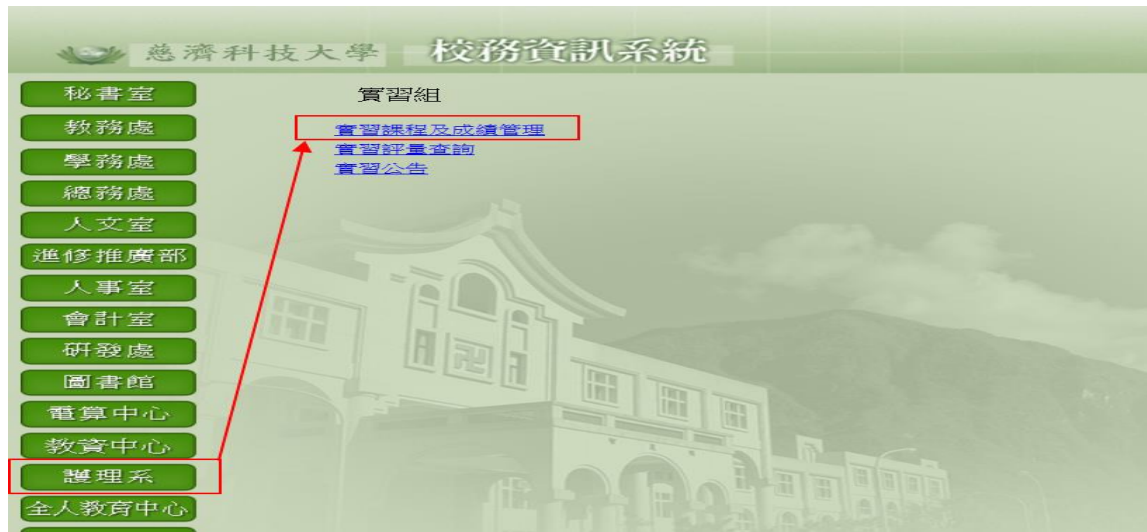 慈濟科技大學 校務資訊系統
秘書室
教務處
學務處
總務處
人文室
進修推廣部
人事室
會計室
研發處
圖書館
電算中心
教資中心
護理系
全人教育中心
實習組
實習課程及成績管理
實習評量查詢
實習公告
卍